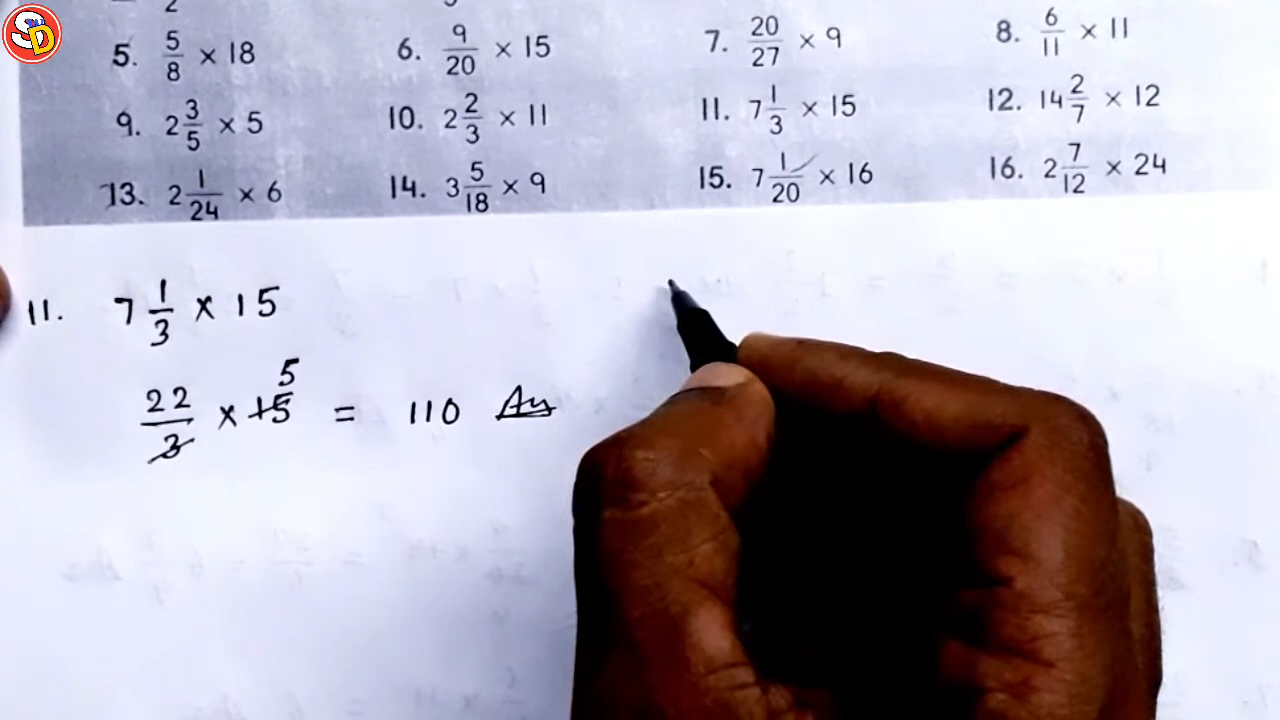 SD
2
5. 5/8 × 18 6. 9/20 × 15 7. 20/27 × 9 8. 6/11 × 11
9. 2 3/5 × 5 10. 2 2/3 × 11 11. 7 1/3 × 15 12. 14 2/7 × 12
13. 2 1/24 × 6 14. 3 5/18 × 9 15. 7 1/20 × 16 16. 2 7/12 × 24
11. 7 1/3 × 15
5
22/3 × 15 = 110 Ans